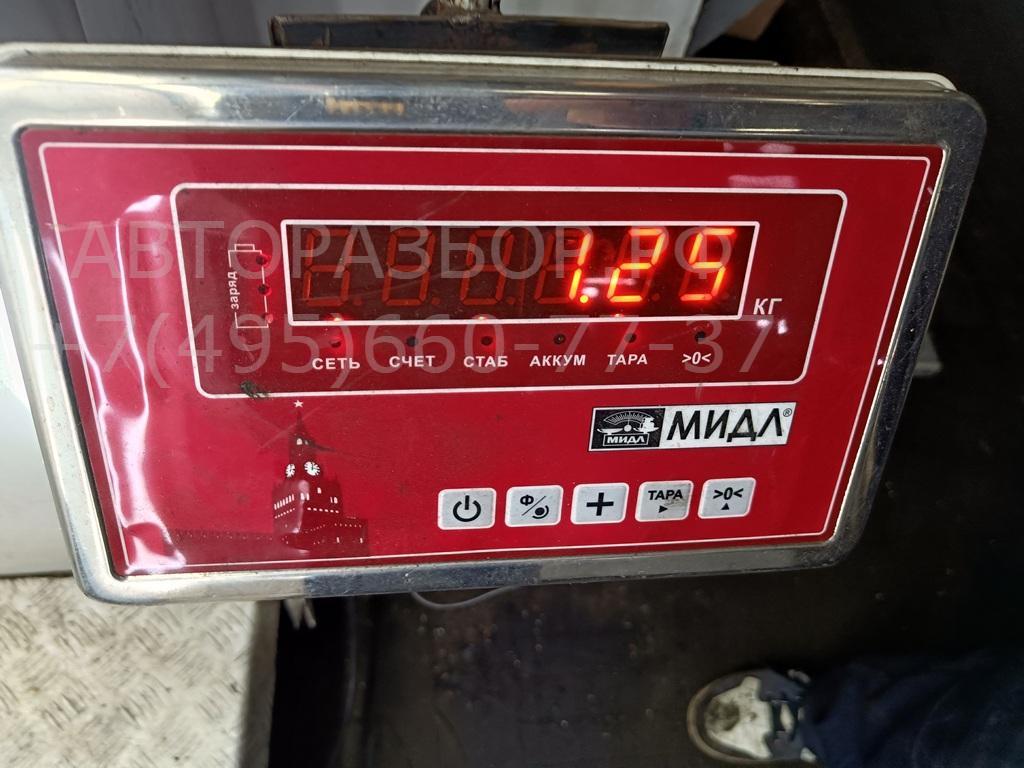 АВТОРАЗБОР.РФ
+7(495)660-77-37
заряд
1.25
КГ
СЕТЬ СЧЕТ СТАБ АККУМ ТАРА >0<
МИДЛ МИДЛ®
Ф ТАРА >0<